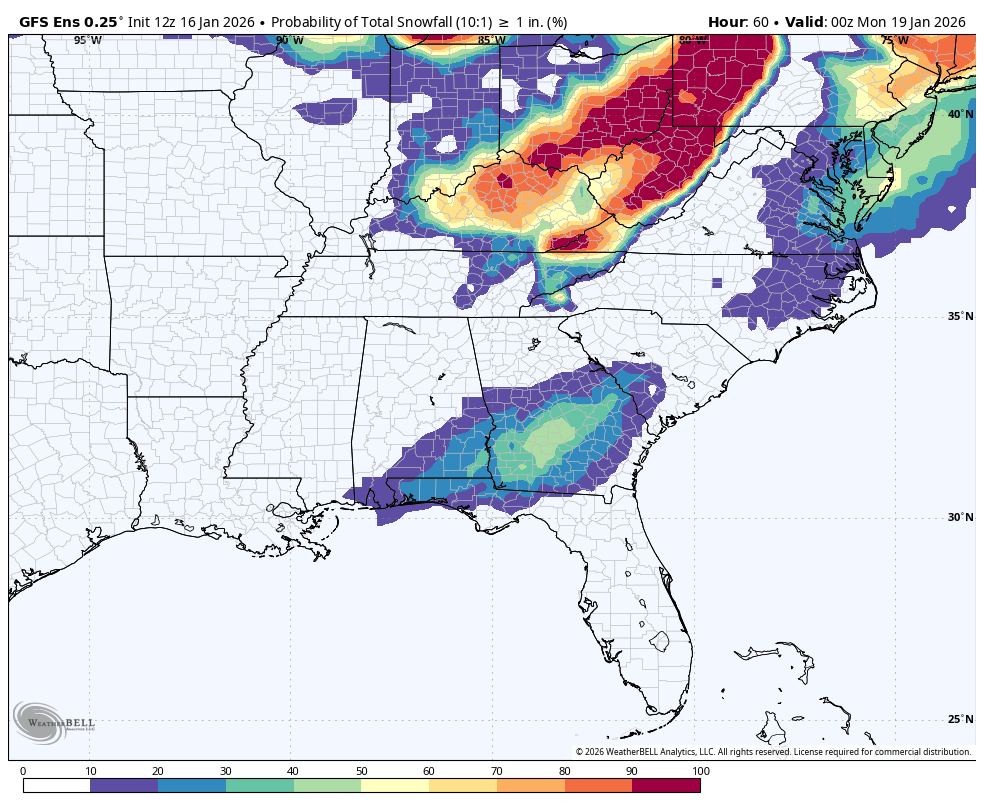 GFS Ens 0.25° Init 12z 16 Jan 2026 • Probability of Total Snowfall (10:1) ≥ 1 in. (%)
Hour: 60 • Valid: 00z Mon 19 Jan 2026
95°W 90°W 85°W 80°W 75°W
40°N
35°N
30°N
25°N
WEATHERBELL
ANALYTICS LLC
© 2026 WeatherBELL Analytics, LLC. All rights reserved. License required for commercial distribution.
0 10 20 30 40 50 60 70 80 90 100